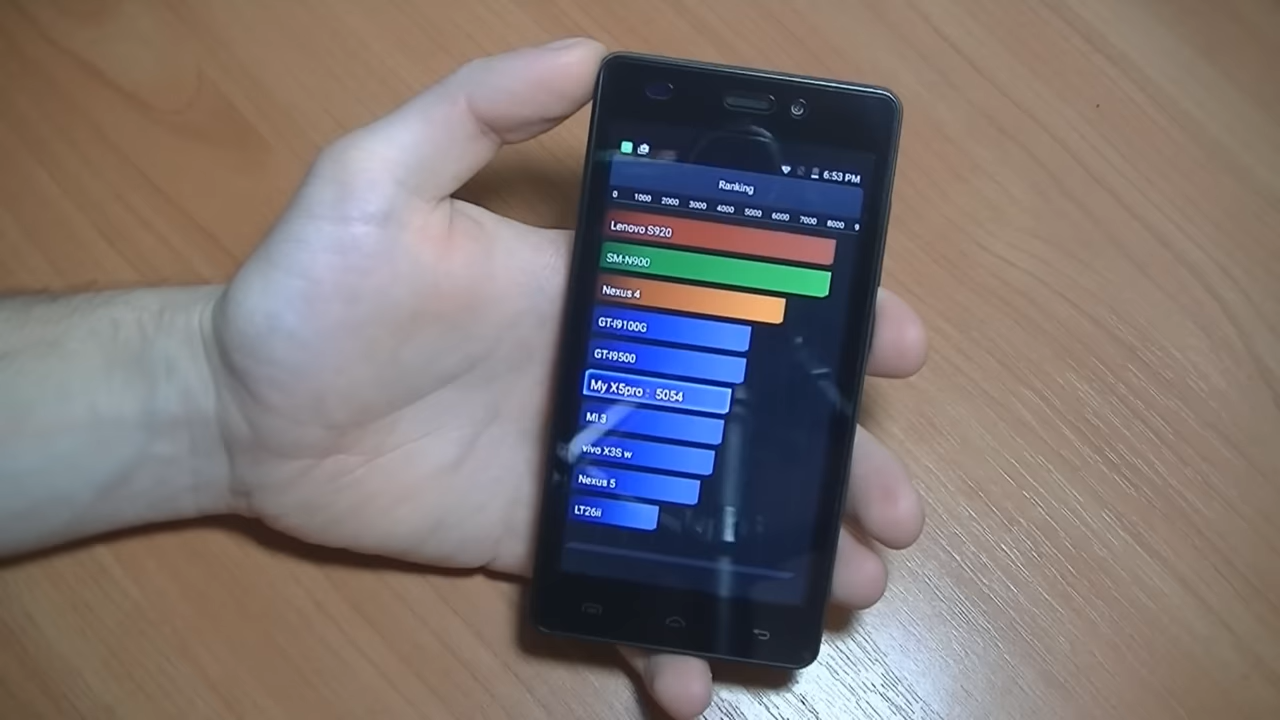 6:53 PM
Ranking
0 1000 2000 3000 4000 5000 6000 7000 8000 9
Lenovo S920
SM-N900
Nexus 4
GT-I9100G
GT-I9500
My X5pro : 5054
MI 3
vivo X3S w
Nexus 5
LT26ii